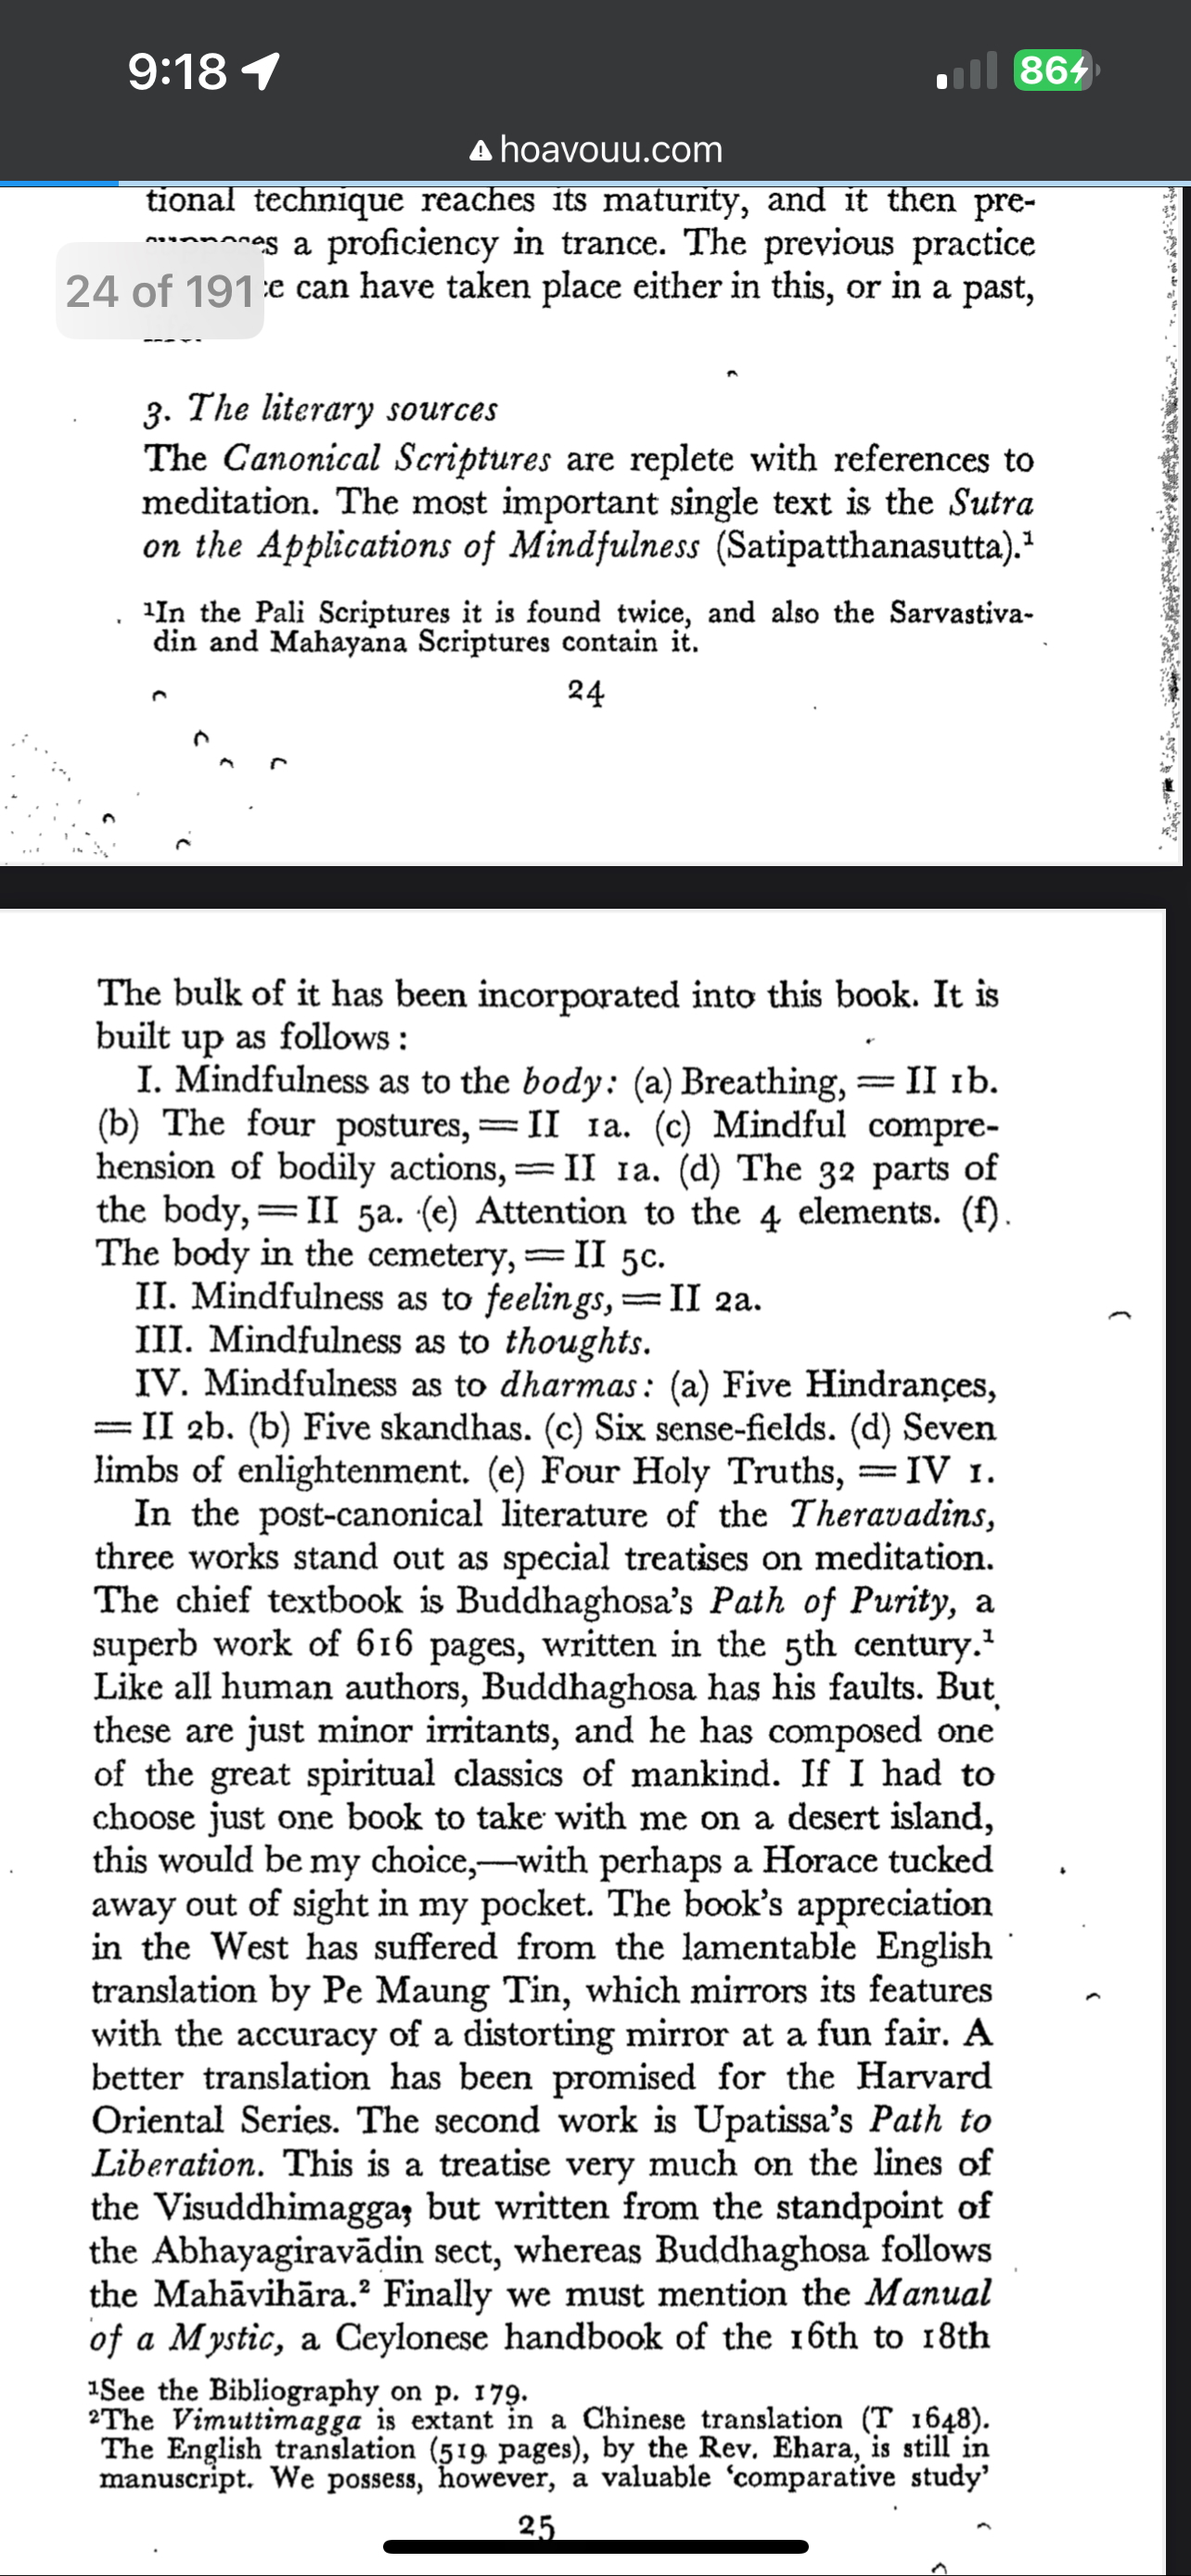 9:18
86
hoavouu.com
tional technique reaches its maturity, and it then pre-
a proficiency in trance. The previous practice
24 of 191
can have taken place either in this, or in a past,
3. The literary sources
The Canonical Scriptures are replete with references to
meditation. The most important single text is the Sutra
on the Applications of Mindfulness (Satipatthanasutta).¹
¹In the Pali Scriptures it is found twice, and also the Sarvastiva-
din and Mahayana Scriptures contain it.
24
The bulk of it has been incorporated into this book. It is
built up as follows :
I. Mindfulness as to the body: (a) Breathing, = II 1b.
(b) The four postures, = II 1a. (c) Mindful compre-
hension of bodily actions, = II 1a. (d) The 32 parts of
the body, = II 5a. (e) Attention to the 4 elements. (f).
The body in the cemetery, = II 5c.
II. Mindfulness as to feelings, = II 2a.
III. Mindfulness as to thoughts.
IV. Mindfulness as to dharmas: (a) Five Hindrances,
= II 2b. (b) Five skandhas. (c) Six sense-fields. (d) Seven
limbs of enlightenment. (e) Four Holy Truths, = IV 1.
In the post-canonical literature of the Theravadins,
three works stand out as special treatises on meditation.
The chief textbook is Buddhaghosa's Path of Purity, a
superb work of 616 pages, written in the 5th century.¹
Like all human authors, Buddhaghosa has his faults. But
these are just minor irritants, and he has composed one
of the great spiritual classics of mankind. If I had to
choose just one book to take with me on a desert island,
this would be my choice,—with perhaps a Horace tucked
away out of sight in my pocket. The book's appreciation
in the West has suffered from the lamentable English
translation by Pe Maung Tin, which mirrors its features
with the accuracy of a distorting mirror at a fun fair. A
better translation has been promised for the Harvard
Oriental Series. The second work is Upatissa's Path to
Liberation. This is a treatise very much on the lines of
the Visuddhimagga; but written from the standpoint of
the Abhayagiravādin sect, whereas Buddhaghosa follows
the Mahāvihāra.² Finally we must mention the Manual
of a Mystic, a Ceylonese handbook of the 16th to 18th
¹See the Bibliography on p. 179.
²The Vimuttimagga is extant in a Chinese translation (T 1648).
The English translation (519 pages), by the Rev. Ehara, is still in
manuscript. We possess, however, a valuable 'comparative study'
25